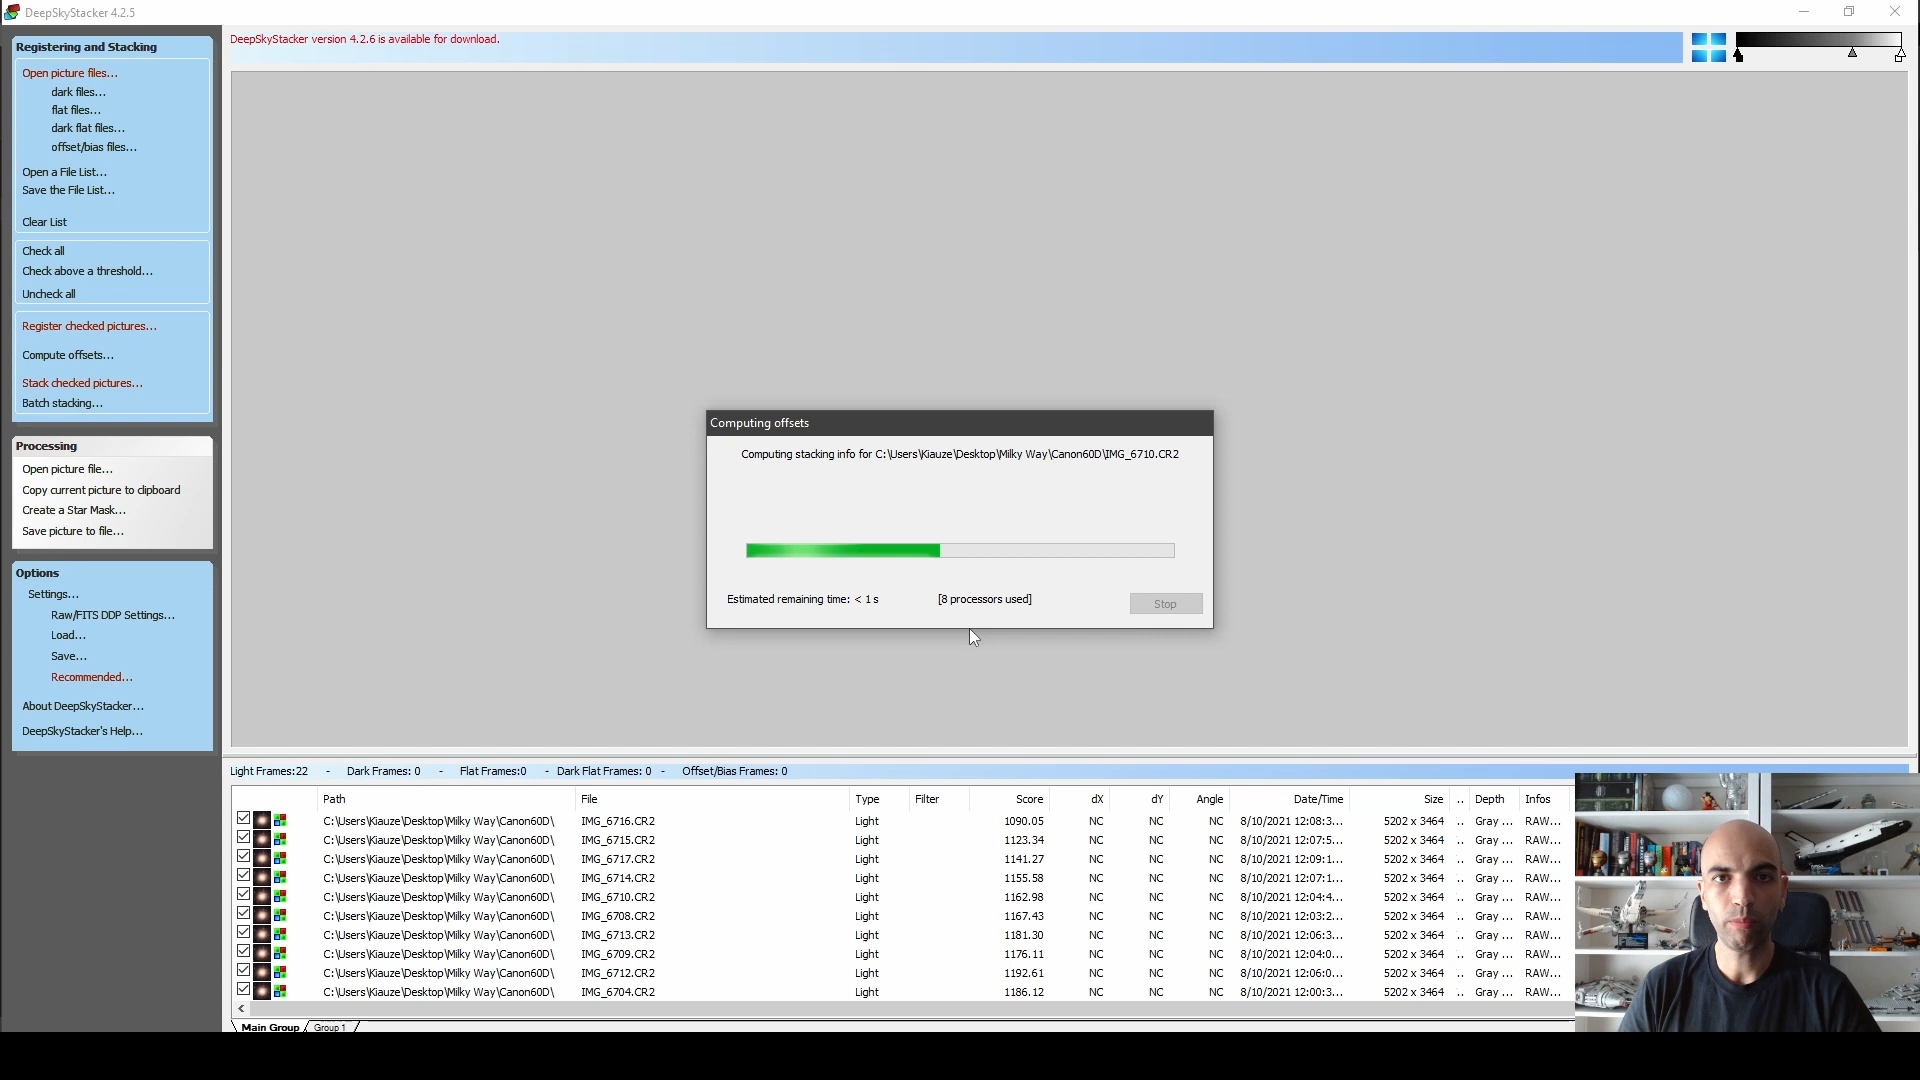 DeepSkyStacker 4.2.5
DeepSkyStacker version 4.2.6 is available for download.
Registering and Stacking
Open picture files...
dark files...
flat files...
dark flat files...
offset/bias files...
Open a File List...
Save the File List...
Clear List
Check all
Check above a threshold...
Uncheck all
Register checked pictures...
Compute offsets...
Stack checked pictures...
Batch stacking...
Processing
Open picture file...
Copy current picture to clipboard
Create a Star Mask...
Save picture to file...
Options
Settings...
Raw/FITS DDP Settings...
Load...
Save...
Recommended...
About DeepSkyStacker...
DeepSkyStacker's Help...
Computing offsets
Computing stacking info for C:\Users\Kiauze\Desktop\Milky Way\Canon60D\IMG_6710.CR2
Estimated remaining time: < 1 s [8 processors used] Stop
Light Frames:22 - Dark Frames: 0 - Flat Frames:0 - Dark Flat Frames: 0 - Offset/Bias Frames: 0
Path File Type Filter Score dX dY Angle Date/Time Size .. Depth Infos
C:\Users\Kiauze\Desktop\Milky Way\Canon60D\ IMG_6716.CR2 Light 1090.05 NC NC NC 8/10/2021 12:08:3... 5202 x 3464 .. Gray ... RAW...
C:\Users\Kiauze\Desktop\Milky Way\Canon60D\ IMG_6715.CR2 Light 1123.34 NC NC NC 8/10/2021 12:07:5... 5202 x 3464 .. Gray ... RAW...
C:\Users\Kiauze\Desktop\Milky Way\Canon60D\ IMG_6717.CR2 Light 1141.27 NC NC NC 8/10/2021 12:09:1... 5202 x 3464 .. Gray ... RAW...
C:\Users\Kiauze\Desktop\Milky Way\Canon60D\ IMG_6714.CR2 Light 1155.58 NC NC NC 8/10/2021 12:07:1... 5202 x 3464 .. Gray ... RAW...
C:\Users\Kiauze\Desktop\Milky Way\Canon60D\ IMG_6710.CR2 Light 1162.98 NC NC NC 8/10/2021 12:04:4... 5202 x 3464 .. Gray ... RAW...
C:\Users\Kiauze\Desktop\Milky Way\Canon60D\ IMG_6708.CR2 Light 1167.43 NC NC NC 8/10/2021 12:03:2... 5202 x 3464 .. Gray ... RAW...
C:\Users\Kiauze\Desktop\Milky Way\Canon60D\ IMG_6713.CR2 Light 1181.30 NC NC NC 8/10/2021 12:06:3... 5202 x 3464 .. Gray ... RAW...
C:\Users\Kiauze\Desktop\Milky Way\Canon60D\ IMG_6709.CR2 Light 1176.11 NC NC NC 8/10/2021 12:04:0... 5202 x 3464 .. Gray ... RAW...
C:\Users\Kiauze\Desktop\Milky Way\Canon60D\ IMG_6712.CR2 Light 1192.61 NC NC NC 8/10/2021 12:06:0... 5202 x 3464 .. Gray ... RAW...
C:\Users\Kiauze\Desktop\Milky Way\Canon60D\ IMG_6704.CR2 Light 1186.12 NC NC NC 8/10/2021 12:00:3... 5202 x 3464 .. Gray ... RAW...
Main Group Group 1